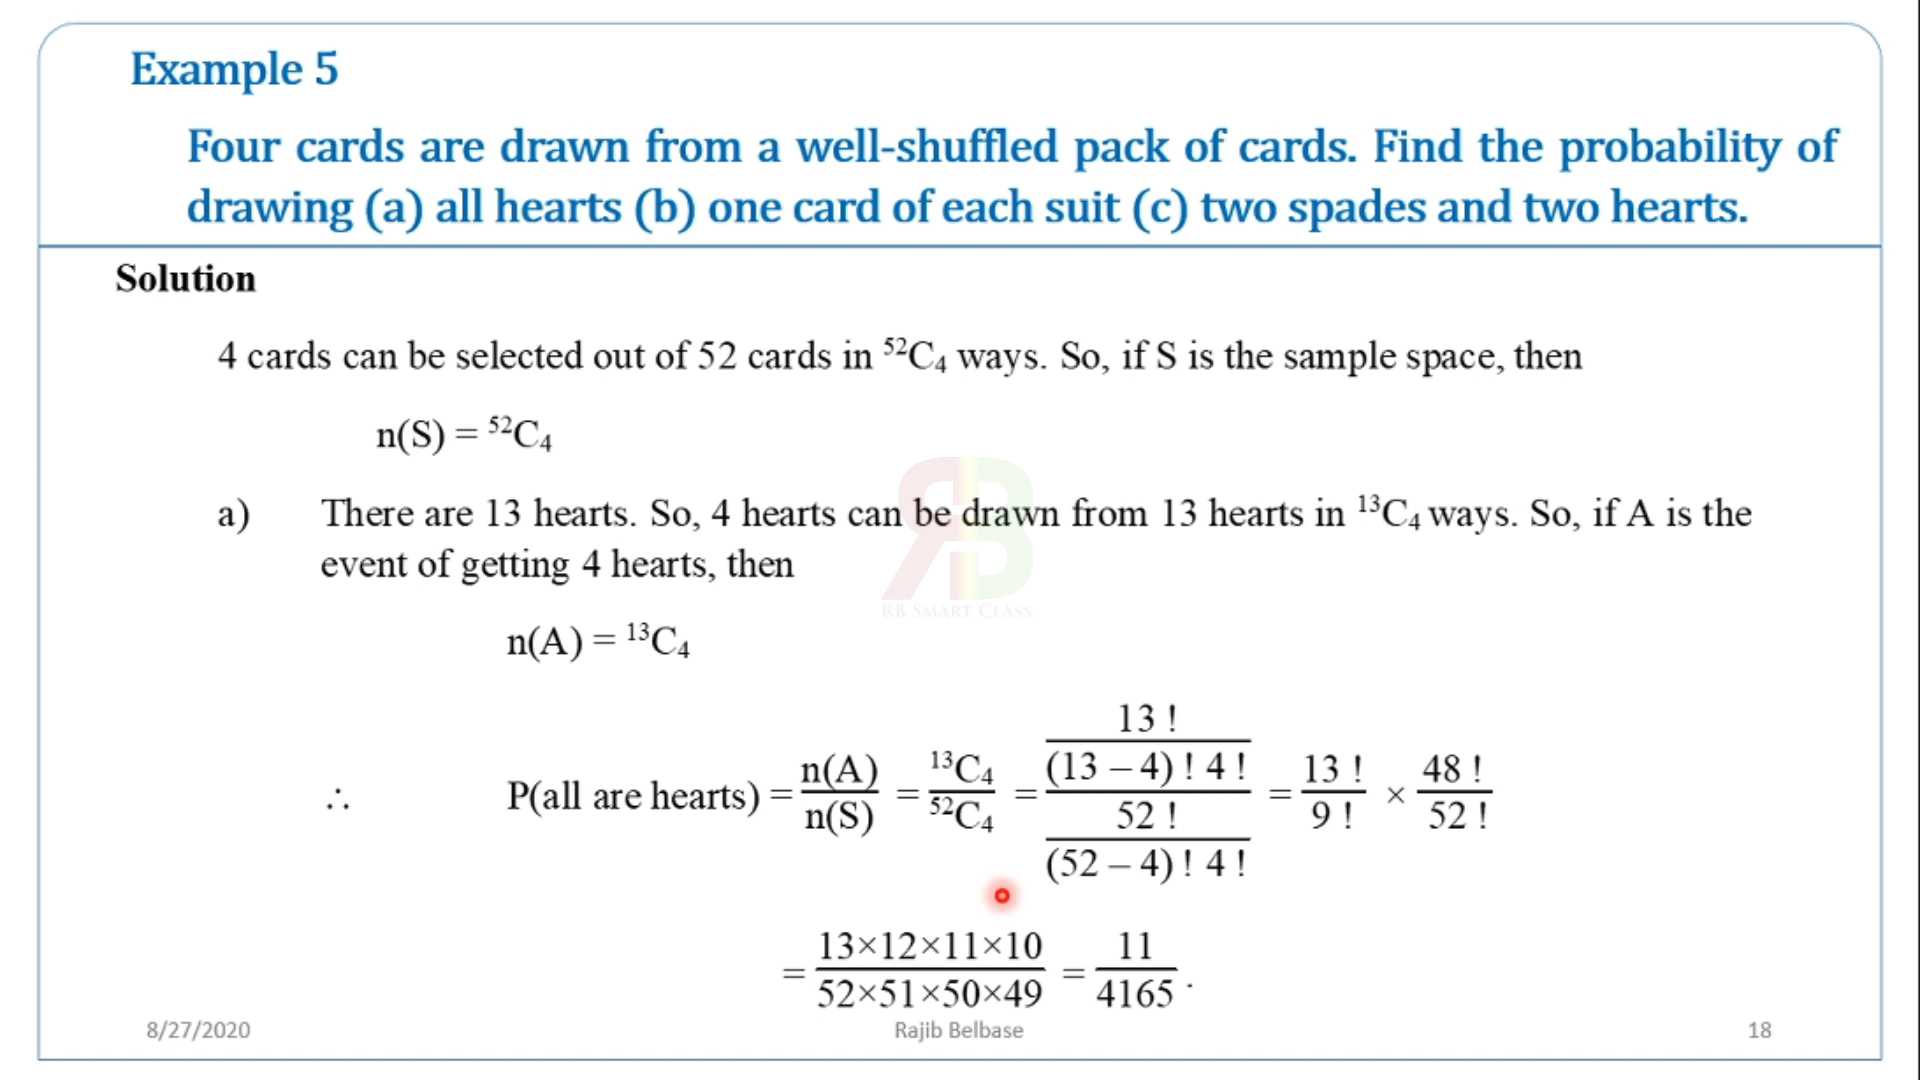 Example 5
Four cards are drawn from a well-shuffled pack of cards. Find the probability of
drawing (a) all hearts (b) one card of each suit (c) two spades and two hearts.
Solution
4 cards can be selected out of 52 cards in ⁵²C₄ ways. So, if S is the sample space, then
n(S) = ⁵²C₄
a) There are 13 hearts. So, 4 hearts can be drawn from 13 hearts in ¹³C₄ ways. So, if A is the
event of getting 4 hearts, then
RB SMART CLASS
n(A) = ¹³C₄
∴ P(all are hearts) = n(A)/n(S) = ¹³C₄/⁵²C₄ = (13 !/((13 – 4) ! 4 !))/(52 !/((52 – 4) ! 4 !)) = 13 !/9 ! × 48 !/52 !
= 13×12×11×10/52×51×50×49 = 11/4165 .
8/27/2020 Rajib Belbase 18